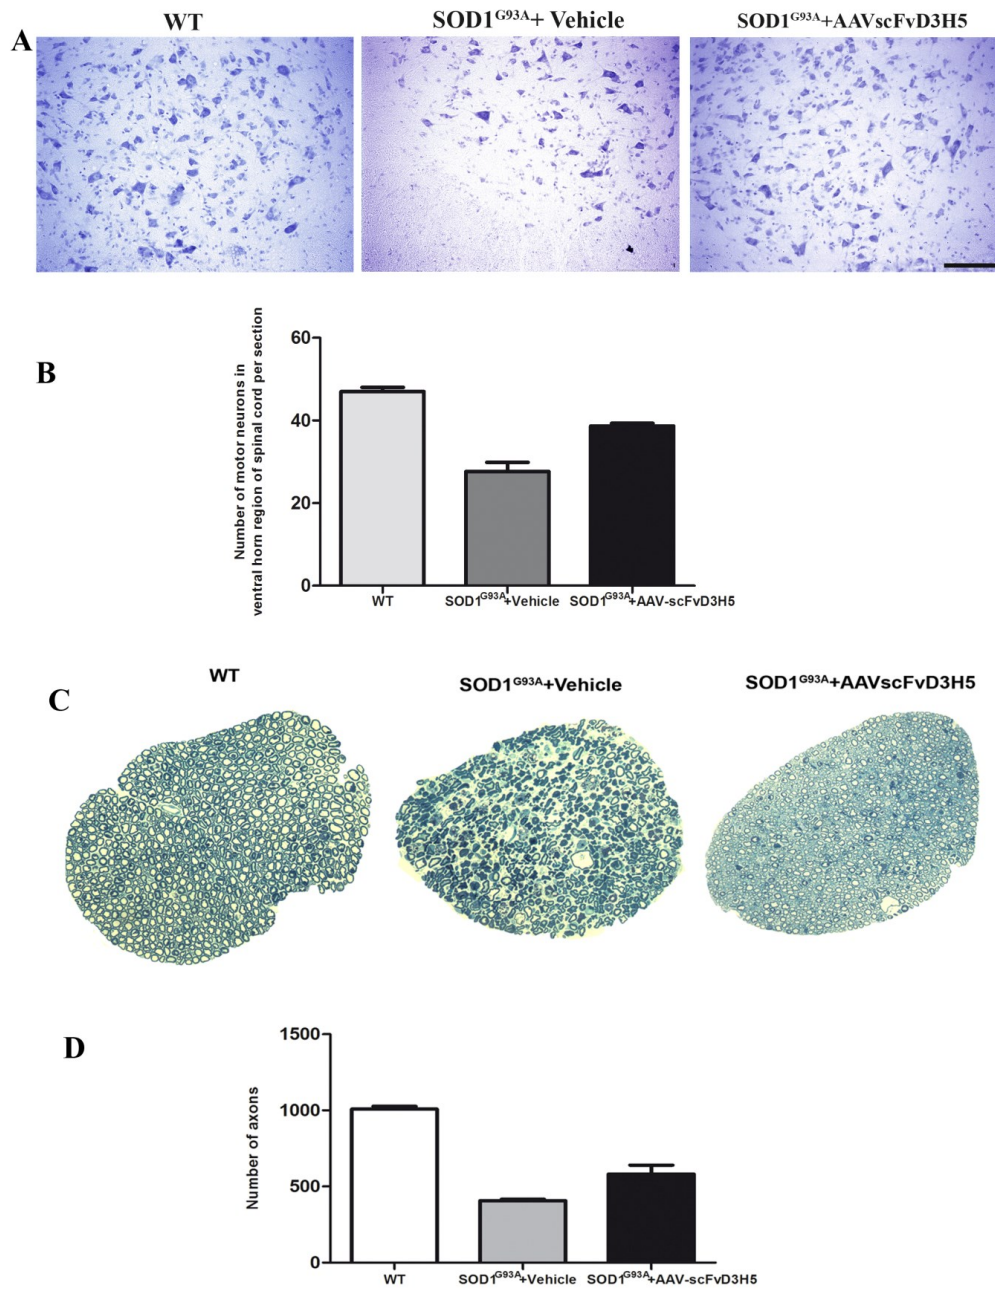 WT
SOD1G93A+ Vehicle
SOD1G93A+AAVscFvD3H5
A
B
Number of motor neurons in
ventral horn region of spinal cord per section
60
40
20
0
WT
SOD1G93A+Vehicle
SOD1G93A+AAV-scFvD3H5
C
WT
SOD1G93A+Vehicle
SOD1G93A+AAVscFvD3H5
D
Number of axons
1500
1000
500
0
WT
SOD1G93A+Vehicle
SOD1G93A+AAV-scFvD3H5